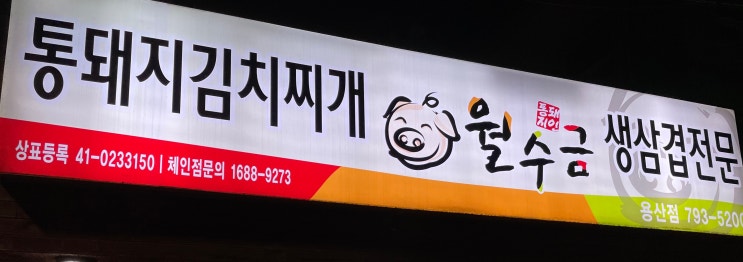 통돼지김치찌개
통돼
지인
월수금
생삼겹전문
상표등록 41-0233150 | 체인점문의 1688-9273
용산점 793-5200